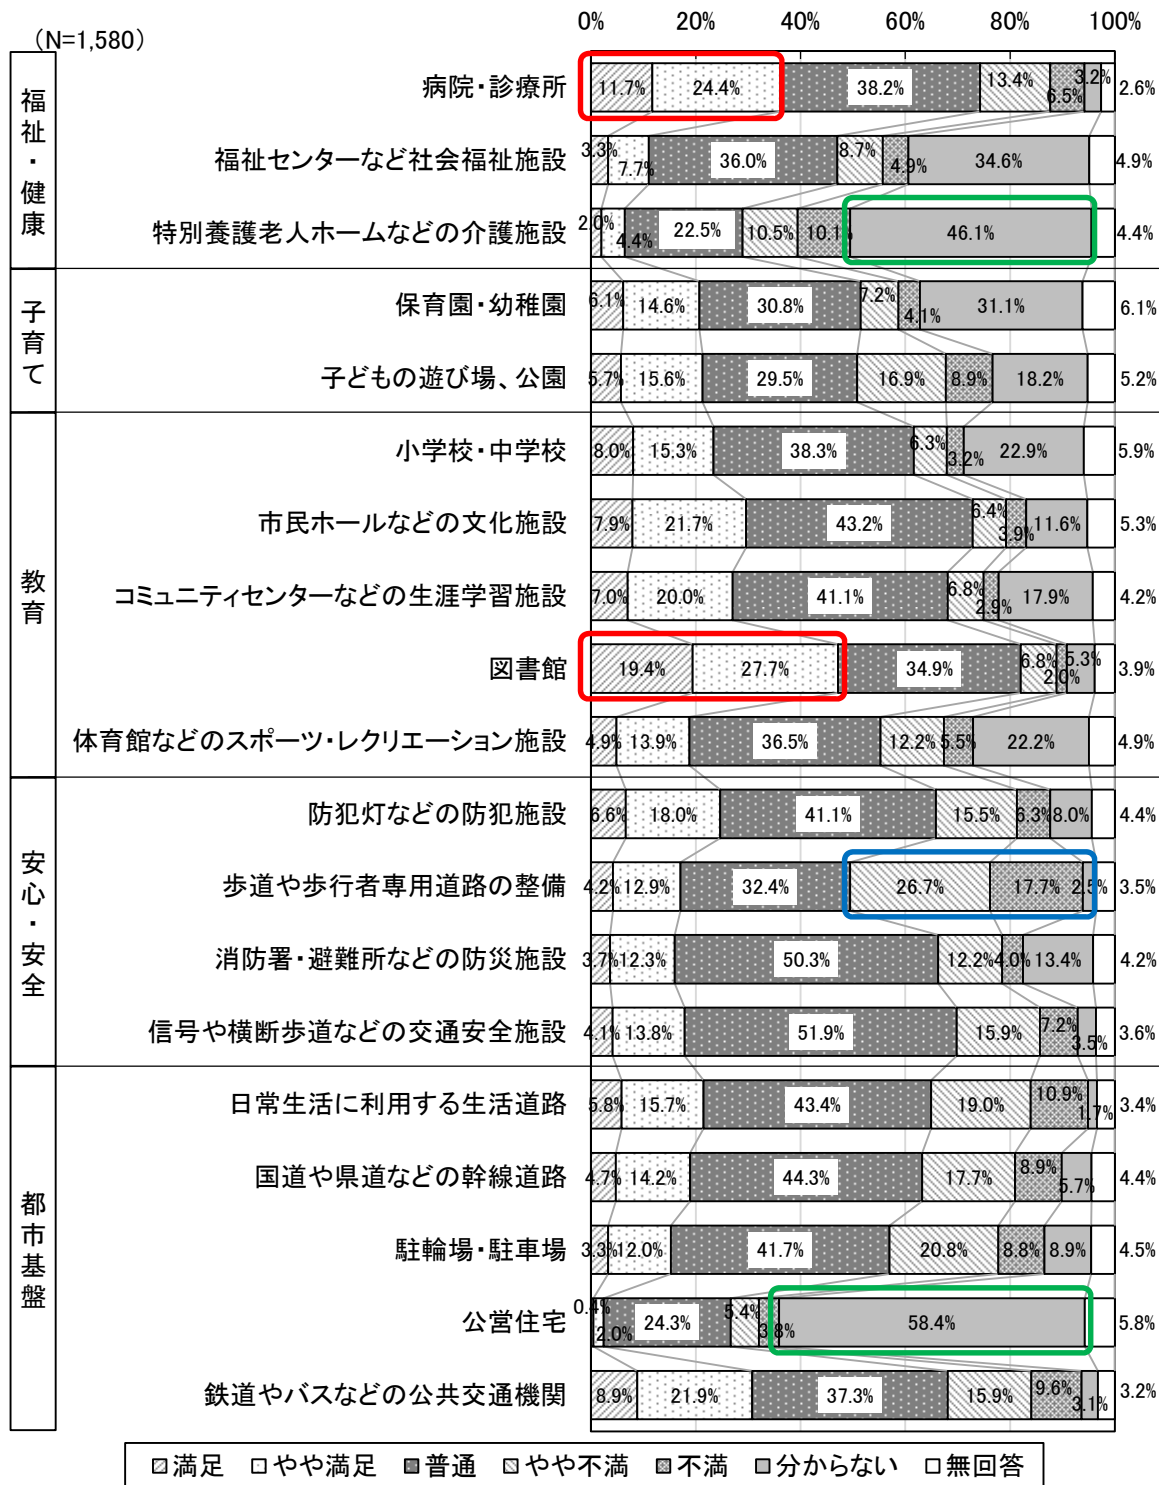 0% 20% 40% 60% 80% 100%
（N=1,580）
福祉・健康
病院・診療所 11.7% 24.4% 38.2% 13.4% 6.5% 3.2% 2.6%
福祉センターなど社会福祉施設 3.3% 7.7% 36.0% 8.7% 4.9% 34.6% 4.9%
特別養護老人ホームなどの介護施設 2.0% 4.4% 22.5% 10.5% 10.1% 46.1% 4.4%
子育て
保育園・幼稚園 6.1% 14.6% 30.8% 7.2% 4.1% 31.1% 6.1%
子どもの遊び場、公園 5.7% 15.6% 29.5% 16.9% 8.9% 18.2% 5.2%
教育
小学校・中学校 8.0% 15.3% 38.3% 6.3% 3.2% 22.9% 5.9%
市民ホールなどの文化施設 7.9% 21.7% 43.2% 6.4% 3.9% 11.6% 5.3%
コミュニティセンターなどの生涯学習施設 7.0% 20.0% 41.1% 6.8% 2.9% 17.9% 4.2%
図書館 19.4% 27.7% 34.9% 6.8% 2.0% 5.3% 3.9%
体育館などのスポーツ・レクリエーション施設 4.9% 13.9% 36.5% 12.2% 5.5% 22.2% 4.9%
安心・安全
防犯灯などの防犯施設 6.6% 18.0% 41.1% 15.5% 6.3% 8.0% 4.4%
歩道や歩行者専用道路の整備 4.2% 12.9% 32.4% 26.7% 17.7% 2.5% 3.5%
消防署・避難所などの防災施設 3.7% 12.3% 50.3% 12.2% 4.0% 13.4% 4.2%
信号や横断歩道などの交通安全施設 4.1% 13.8% 51.9% 15.9% 7.2% 3.5% 3.6%
都市基盤
日常生活に利用する生活道路 5.8% 15.7% 43.4% 19.0% 10.9% 1.7% 3.4%
国道や県道などの幹線道路 4.7% 14.2% 44.3% 17.7% 8.9% 5.7% 4.4%
駐輪場・駐車場 3.3% 12.0% 41.7% 20.8% 8.8% 8.9% 4.5%
公営住宅 0.4% 2.0% 24.3% 5.4% 3.8% 58.4% 5.8%
鉄道やバスなどの公共交通機関 8.9% 21.9% 37.3% 15.9% 9.6% 3.1% 3.2%
満足 やや満足 普通 やや不満 不満 分からない 無回答